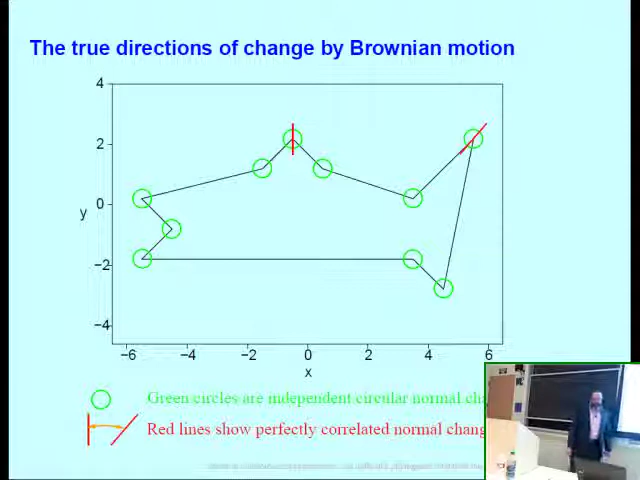 The true directions of change by Brownian motion
4
2
0
−2
−4
y
−6
−4
−2
0
2
4
6
x
Green circles are independent circular normal cha
Red lines show perfectly correlated normal chang